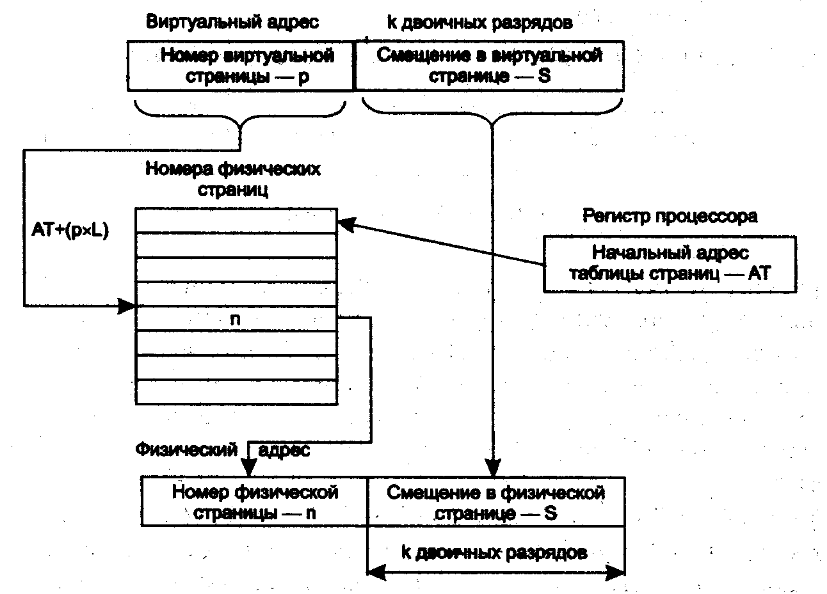 Виртуальный адрес
k двоичных разрядов
Номер виртуальной
страницы — p
Смещение в виртуальной
странице — S
Номера физических
страниц
AT+(p×L)
Регистр процессора
Начальный адрес
таблицы страниц — AT
n
Физический адрес
Номер физической
страницы — n
Смещение в физической
странице — S
k двоичных разрядов